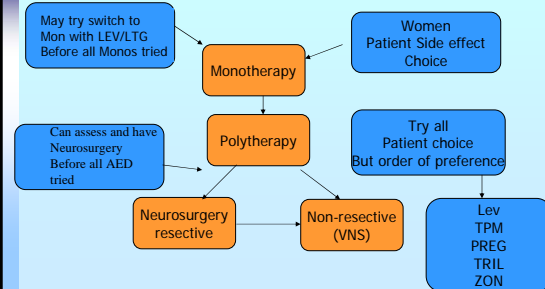 May try switch to
Mon with LEV/LTG
Before all Monos tried
Women
Patient Side effect
Choice
Monotherapy
Can assess and have
Neurosurgery
Before all AED
tried
Polytherapy
Try all
Patient choice
But order of preference
Neurosurgery
resective
Non-resective
(VNS)
Lev
TPM
PREG
TRIL
ZON